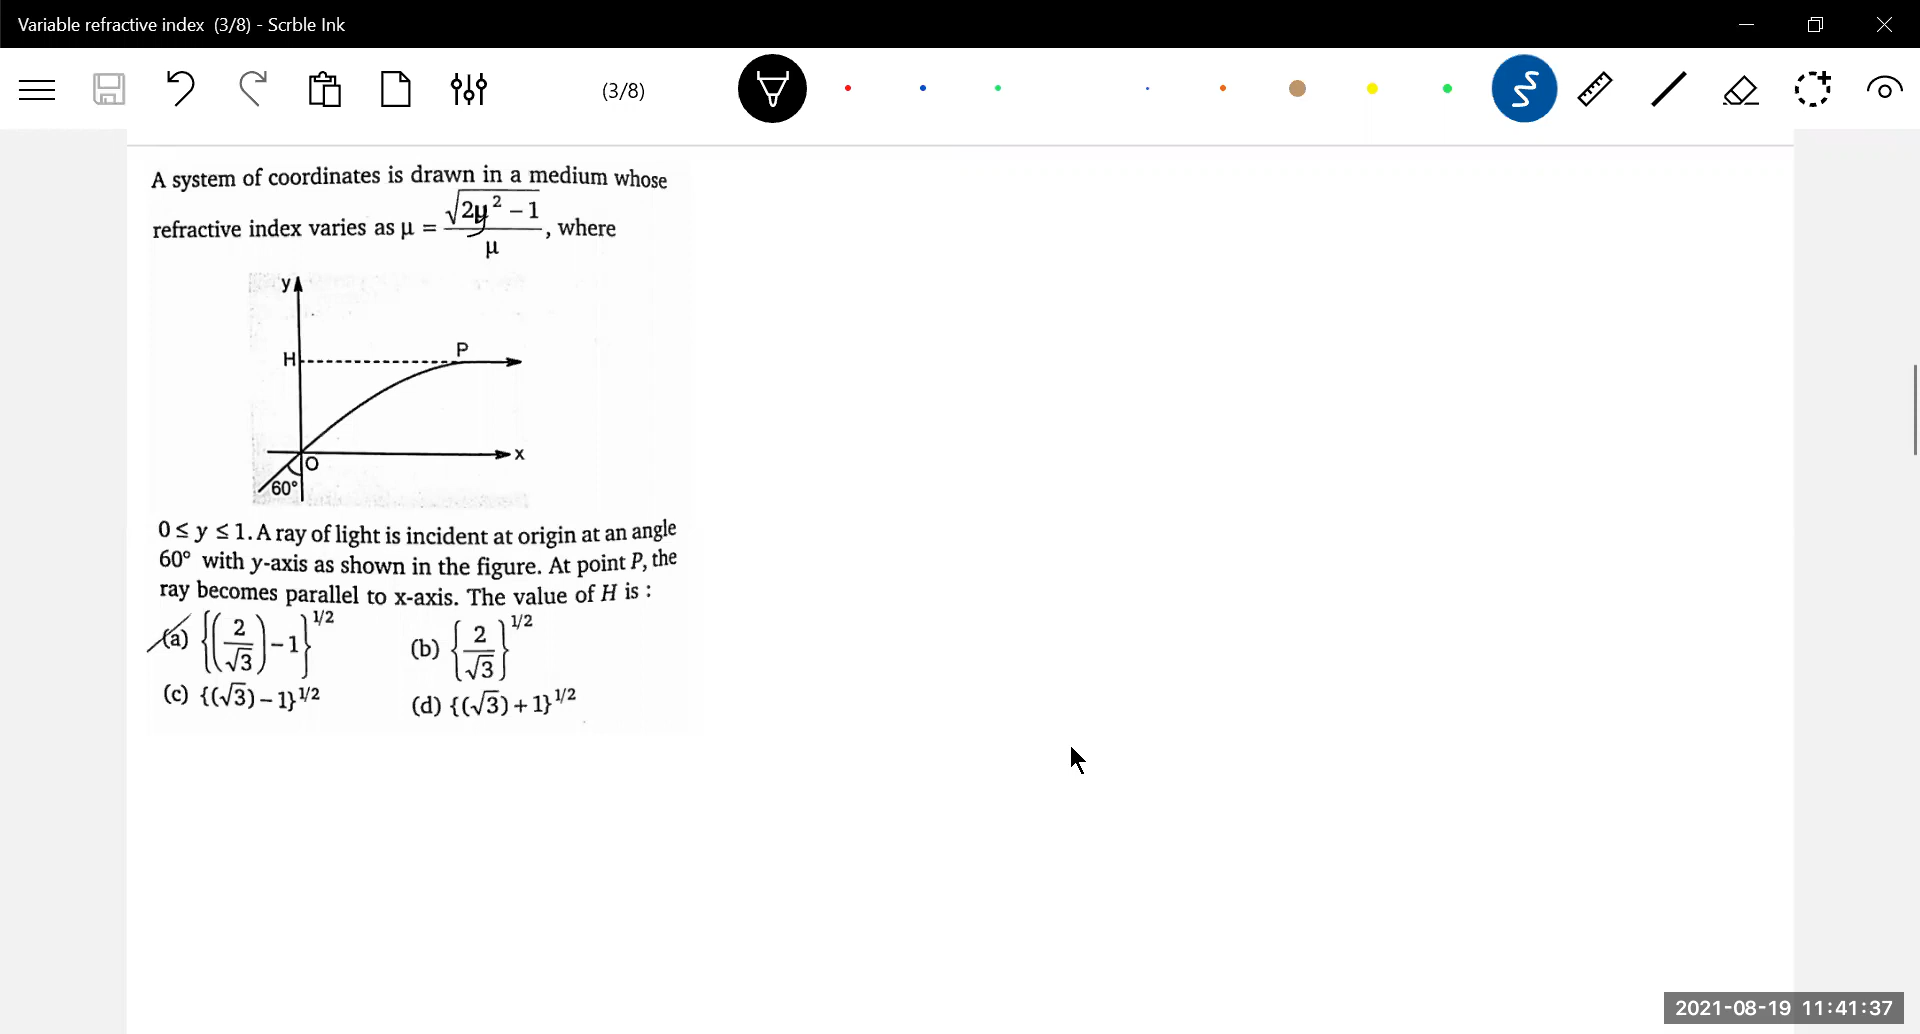 Variable refractive index (3/8) - Scrble Ink
(3/8)
A system of coordinates is drawn in a medium whose
refractive index varies as μ = √(2y² − 1)/μ, where
y
H
P
x
O
60°
0 ≤ y ≤ 1. A ray of light is incident at origin at an angle
60° with y-axis as shown in the figure. At point P, the
ray becomes parallel to x-axis. The value of H is :
(a) {(2/√3) − 1}^1/2 (b) {2/√3}^1/2
(c) {(√3) − 1}^1/2 (d) {(√3) + 1}^1/2
2021-08-19 11:41:37